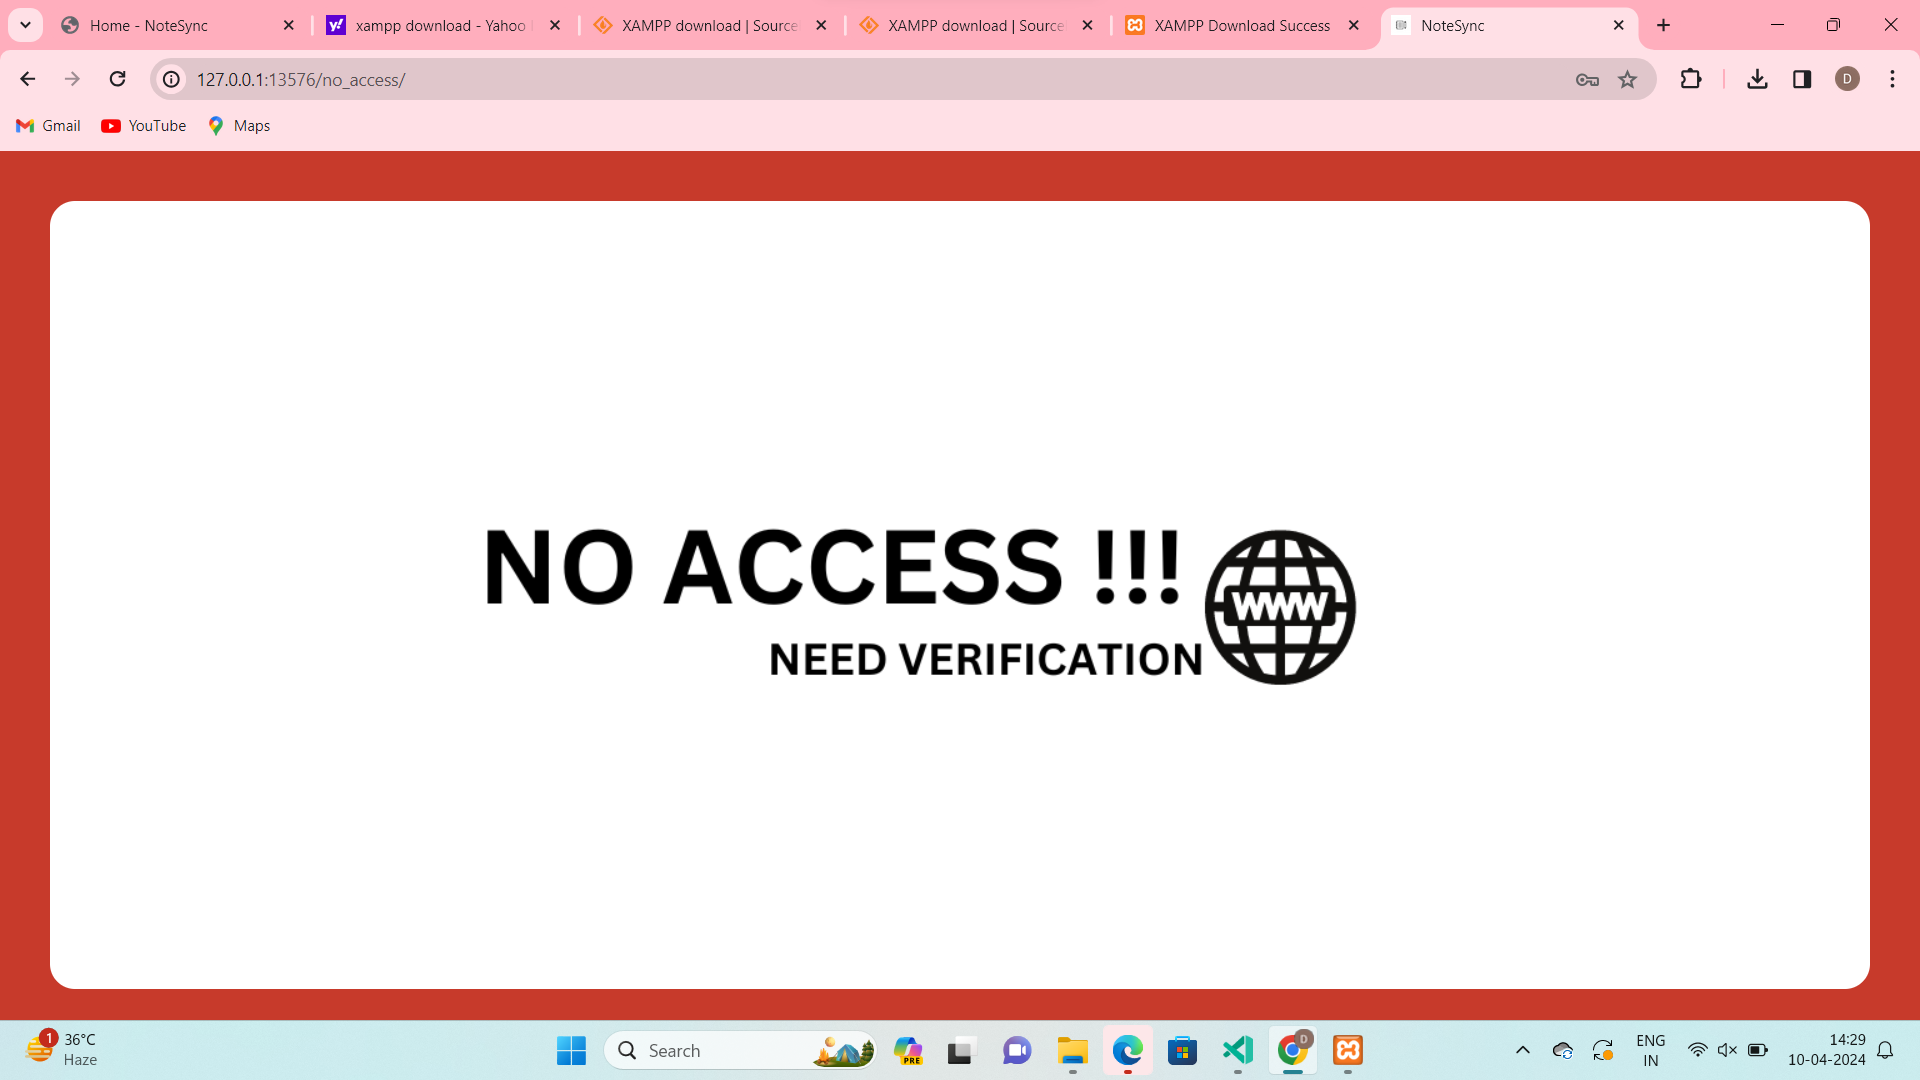 Home - NoteSync
xampp download - Yahoo
XAMPP download | Source
XAMPP download | Source
XAMPP Download Success
NoteSync
127.0.0.1:13576/no_access/
D
Gmail
YouTube
Maps
NO ACCESS !!!
WWW
NEED VERIFICATION
1
36°C
Haze
Search
PRE
D
ENG
IN
14:29
10-04-2024